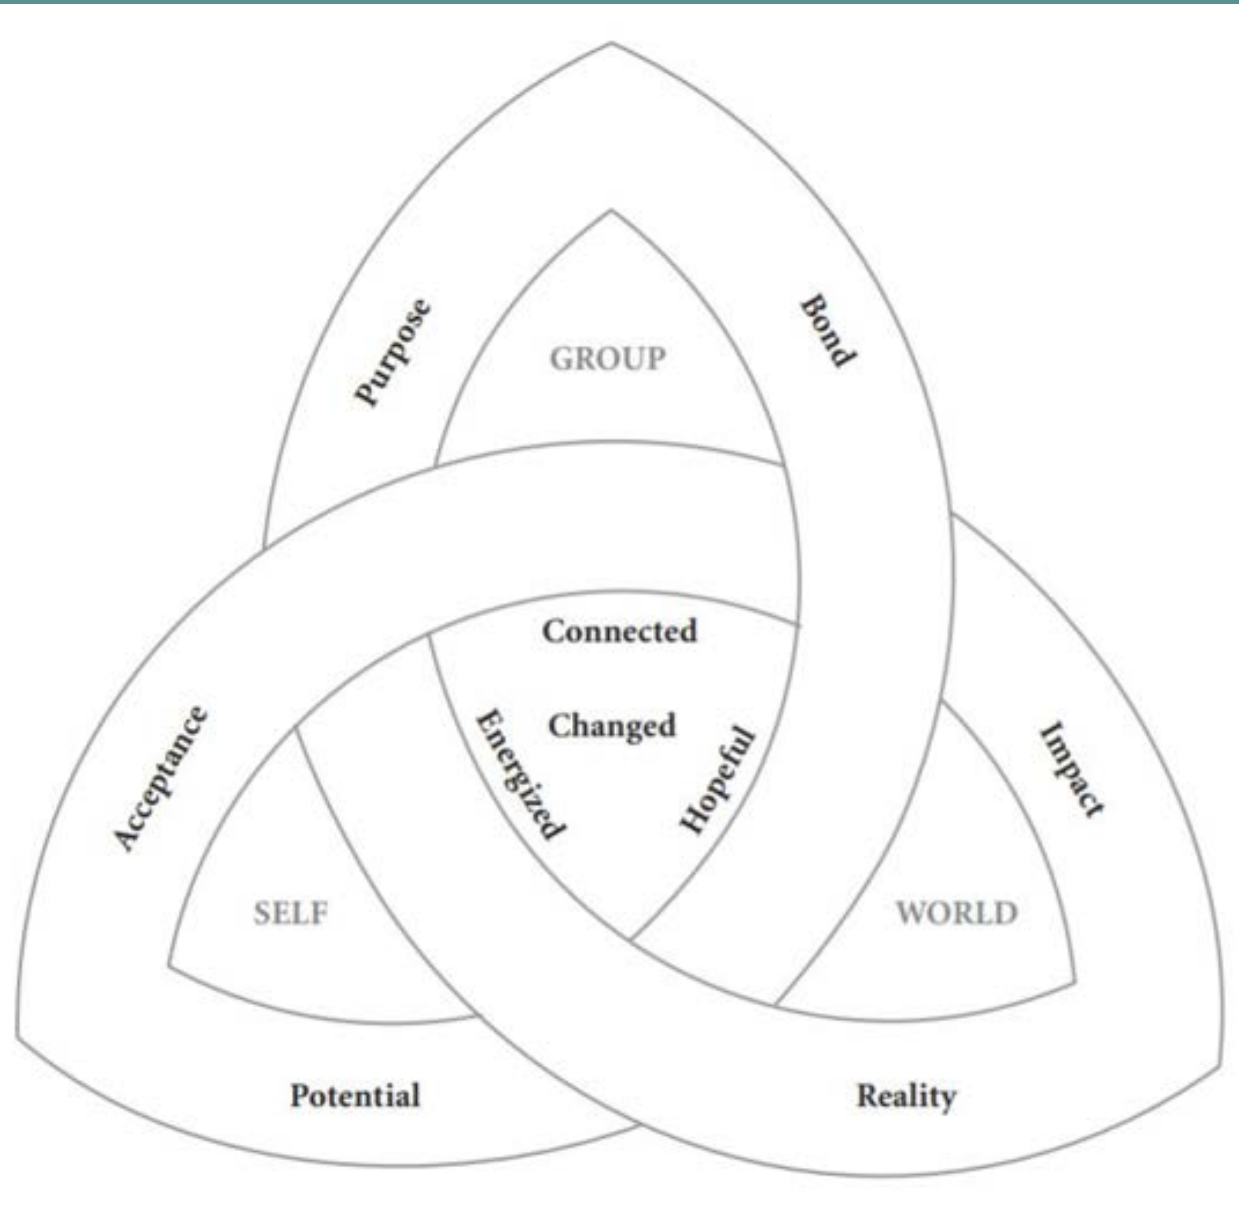 Purpose
Bond
GROUP
Connected
Changed
Energized
Hopeful
Acceptance
Impact
SELF
WORLD
Potential
Reality